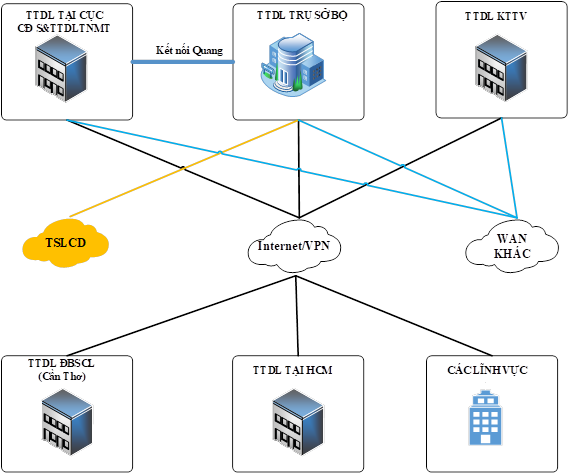 TTDL TẠI CỤC
CĐ S&TTDLTNMT
Kết nối Quang
TTDL TRỤ SỞ BỘ
TTDL KTTV
TSLCD
Internet/VPN
WAN
KHÁC
TTDL ĐBSCL
(Cần Thơ)
TTDL TẠI HCM
CÁC LĨNH VỰC